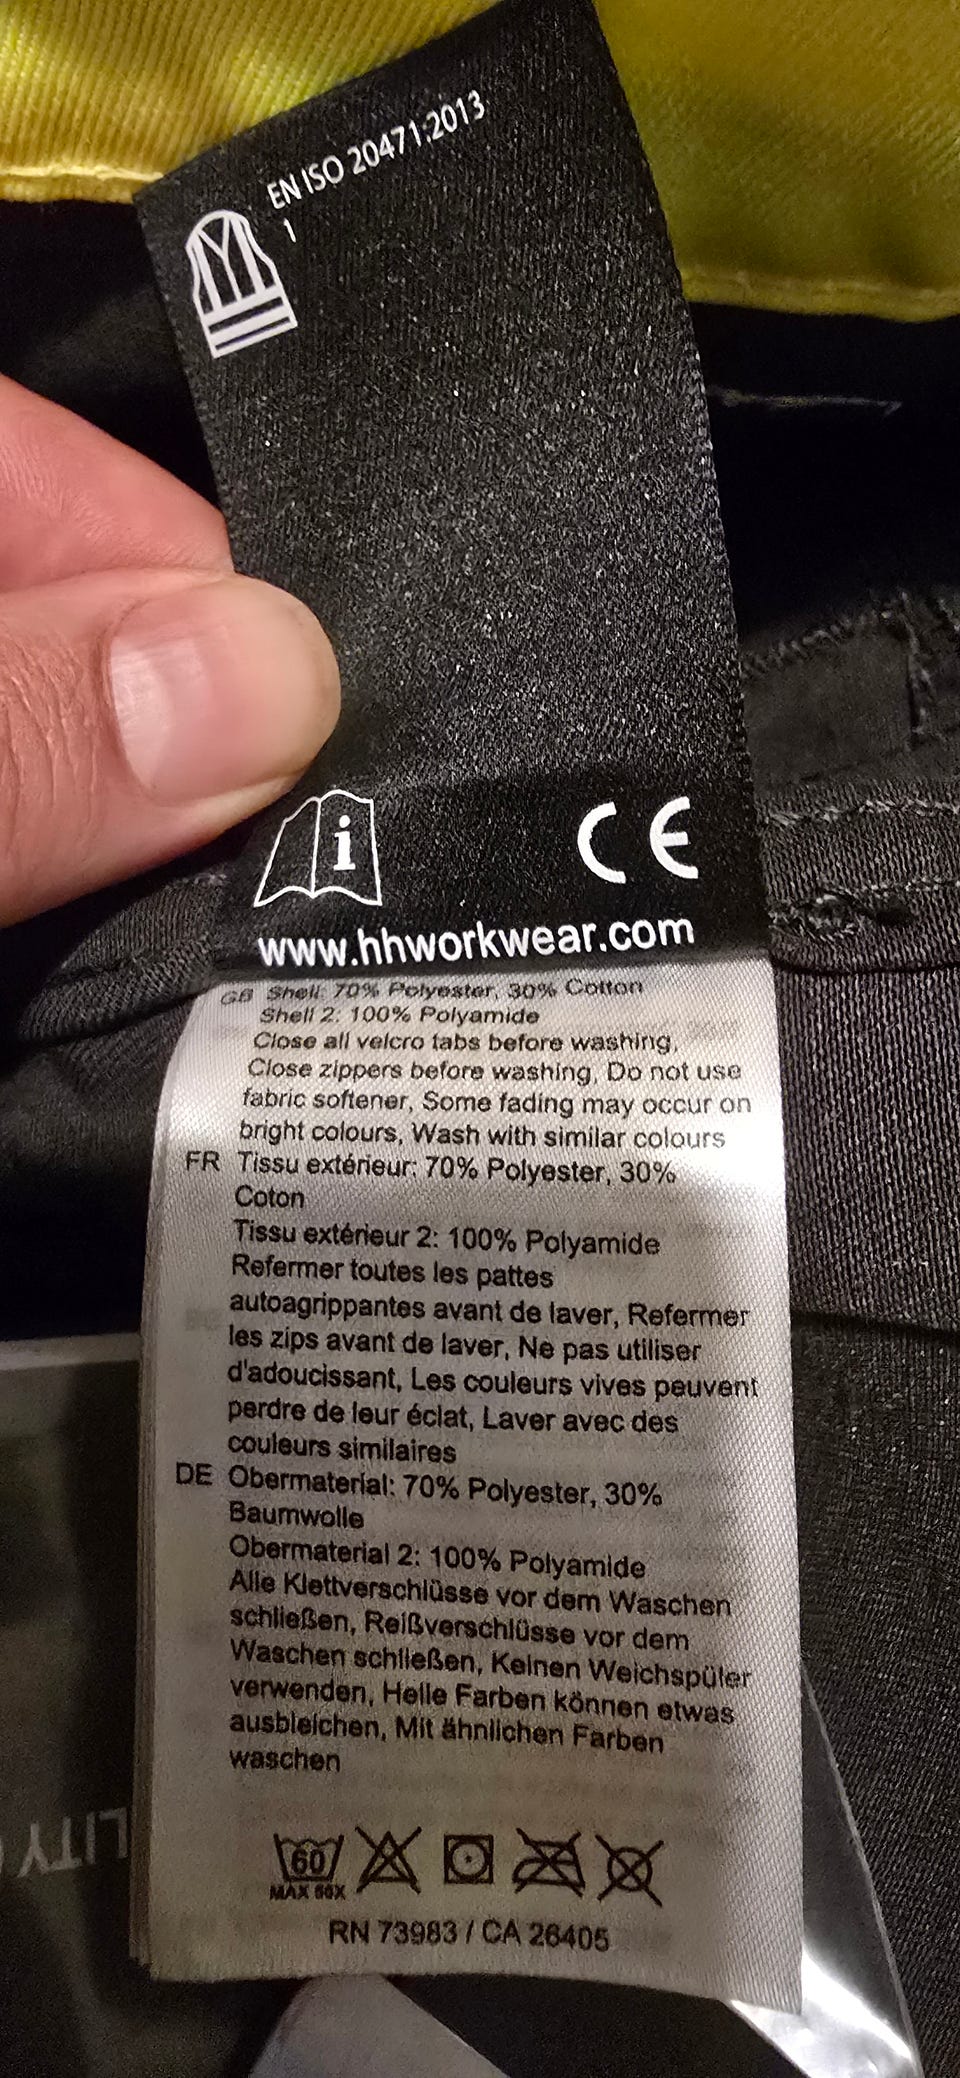 EN ISO 20471:2013
1
i
CE
www.hhworkwear.com
GB Shell: 70% Polyester, 30% Cotton
Shell 2: 100% Polyamide
Close all velcro tabs before washing,
Close zippers before washing, Do not use
fabric softener, Some fading may occur on
bright colours, Wash with similar colours
FR Tissu extérieur: 70% Polyester, 30%
Coton
Tissu extérieur 2: 100% Polyamide
Refermer toutes les pattes
autoagrippantes avant de laver, Refermer
les zips avant de laver, Ne pas utiliser
d'adoucissant, Les couleurs vives peuvent
perdre de leur éclat, Laver avec des
couleurs similaires
DE Obermaterial: 70% Polyester, 30%
Baumwolle
Obermaterial 2: 100% Polyamide
Alle Klettverschlüsse vor dem Waschen
schließen, Reißverschlüsse vor dem
Waschen schließen, Keinen Weichspüler
verwenden, Helle Farben können etwas
ausbleichen, Mit ähnlichen Farben
waschen
60
MAX
RN 73983 / CA 26405